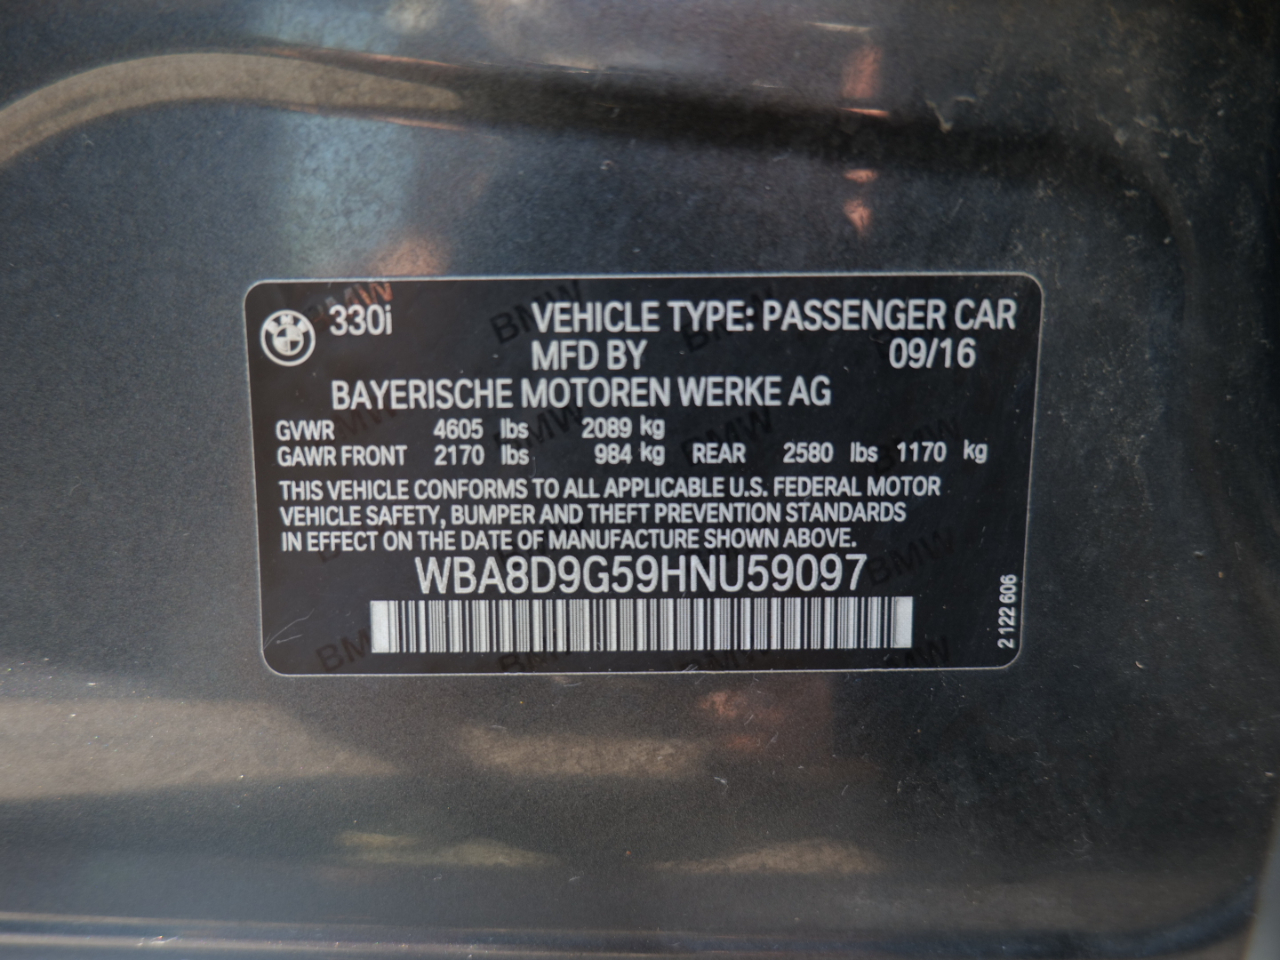 330i VEHICLE TYPE: PASSENGER CAR
MFD BY 09/16
BAYERISCHE MOTOREN WERKE AG
GVWR 4605 lbs 2089 kg
GAWR FRONT 2170 lbs 984 kg REAR 2580 lbs 1170 kg
THIS VEHICLE CONFORMS TO ALL APPLICABLE U.S. FEDERAL MOTOR
VEHICLE SAFETY, BUMPER AND THEFT PREVENTION STANDARDS
IN EFFECT ON THE DATE OF MANUFACTURE SHOWN ABOVE.
WBA8D9G59HNU59097
2 122 606